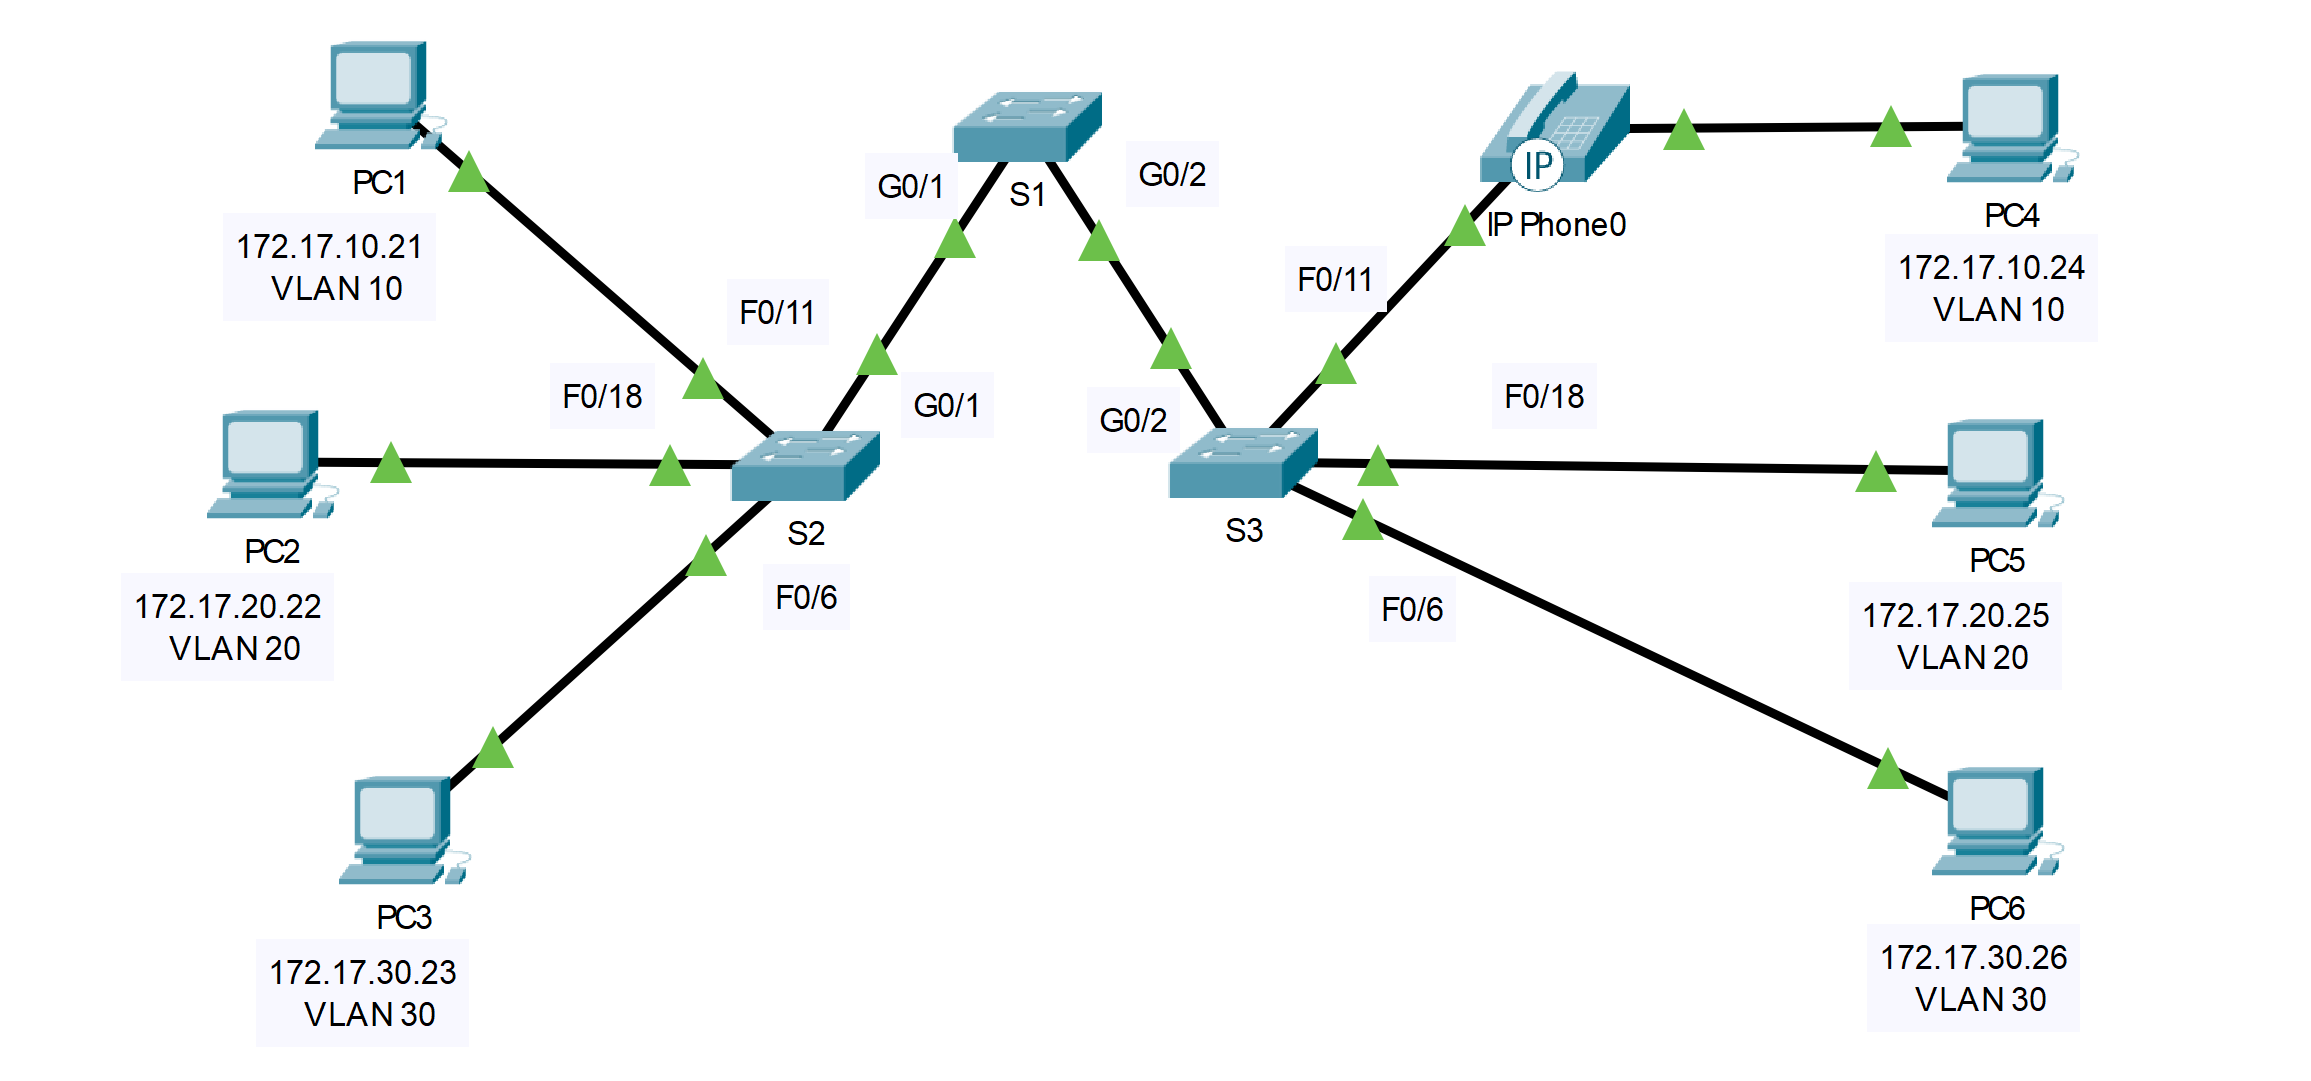 PC1
172.17.10.21
VLAN 10
F0/11
F0/18
PC2
172.17.20.22
VLAN 20
S2
F0/6
PC3
172.17.30.23
VLAN 30
G0/1
S1
G0/2
G0/1
G0/2
S3
IP
IP Phone0
F0/11
PC4
172.17.10.24
VLAN 10
F0/18
PC5
172.17.20.25
VLAN 20
F0/6
PC6
172.17.30.26
VLAN 30